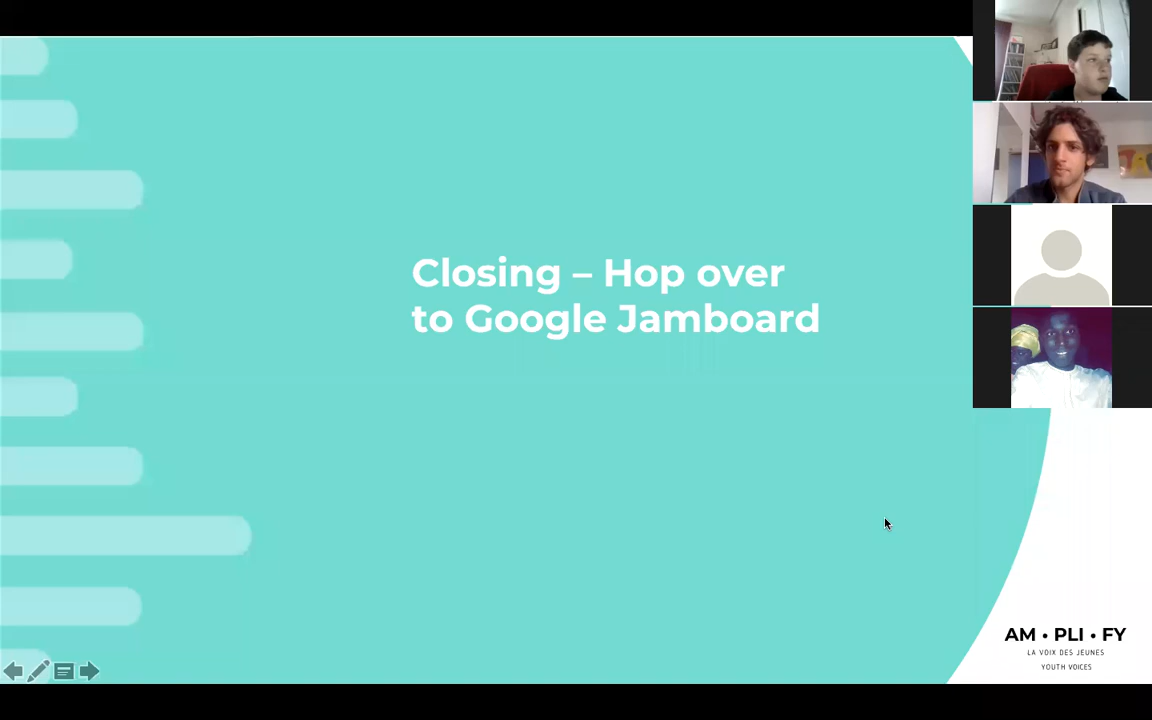 Closing – Hop over
to Google Jamboard
AM • PLI • FY
LA VOIX DES JEUNES
YOUTH VOICES